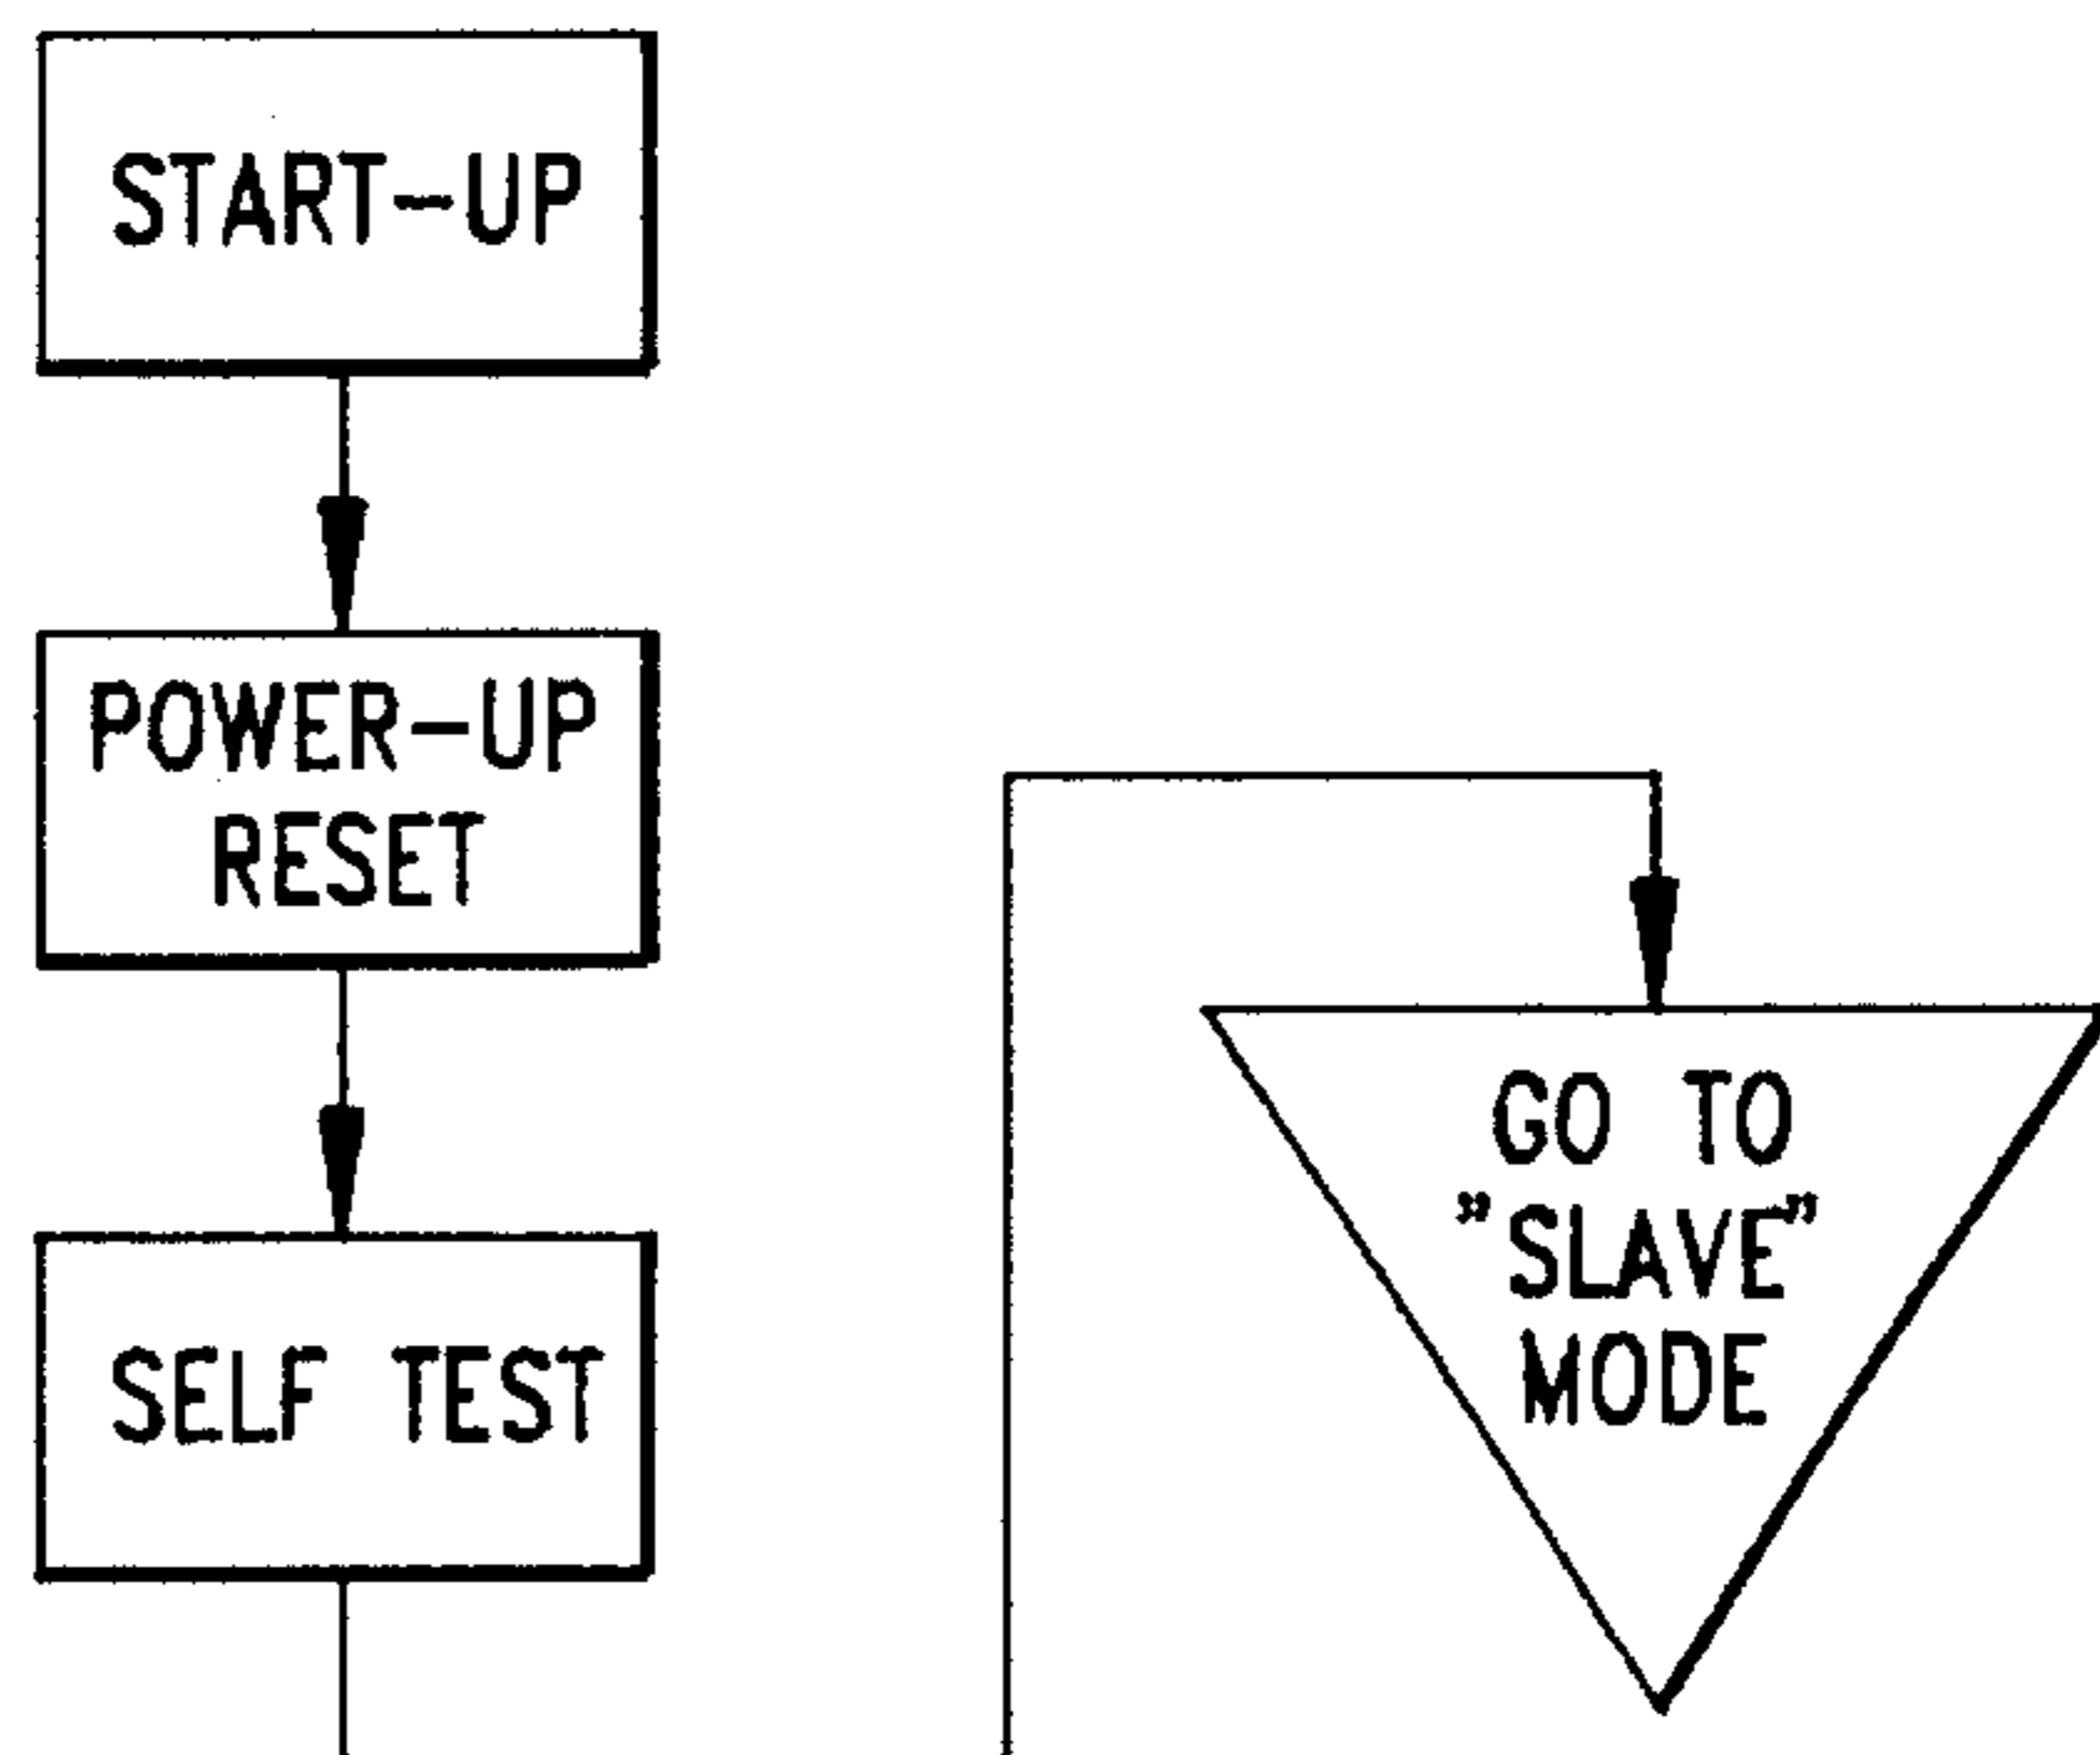 START-UP
POWER-UP
RESET
SELF TEST
GO TO
"SLAVE"
MODE